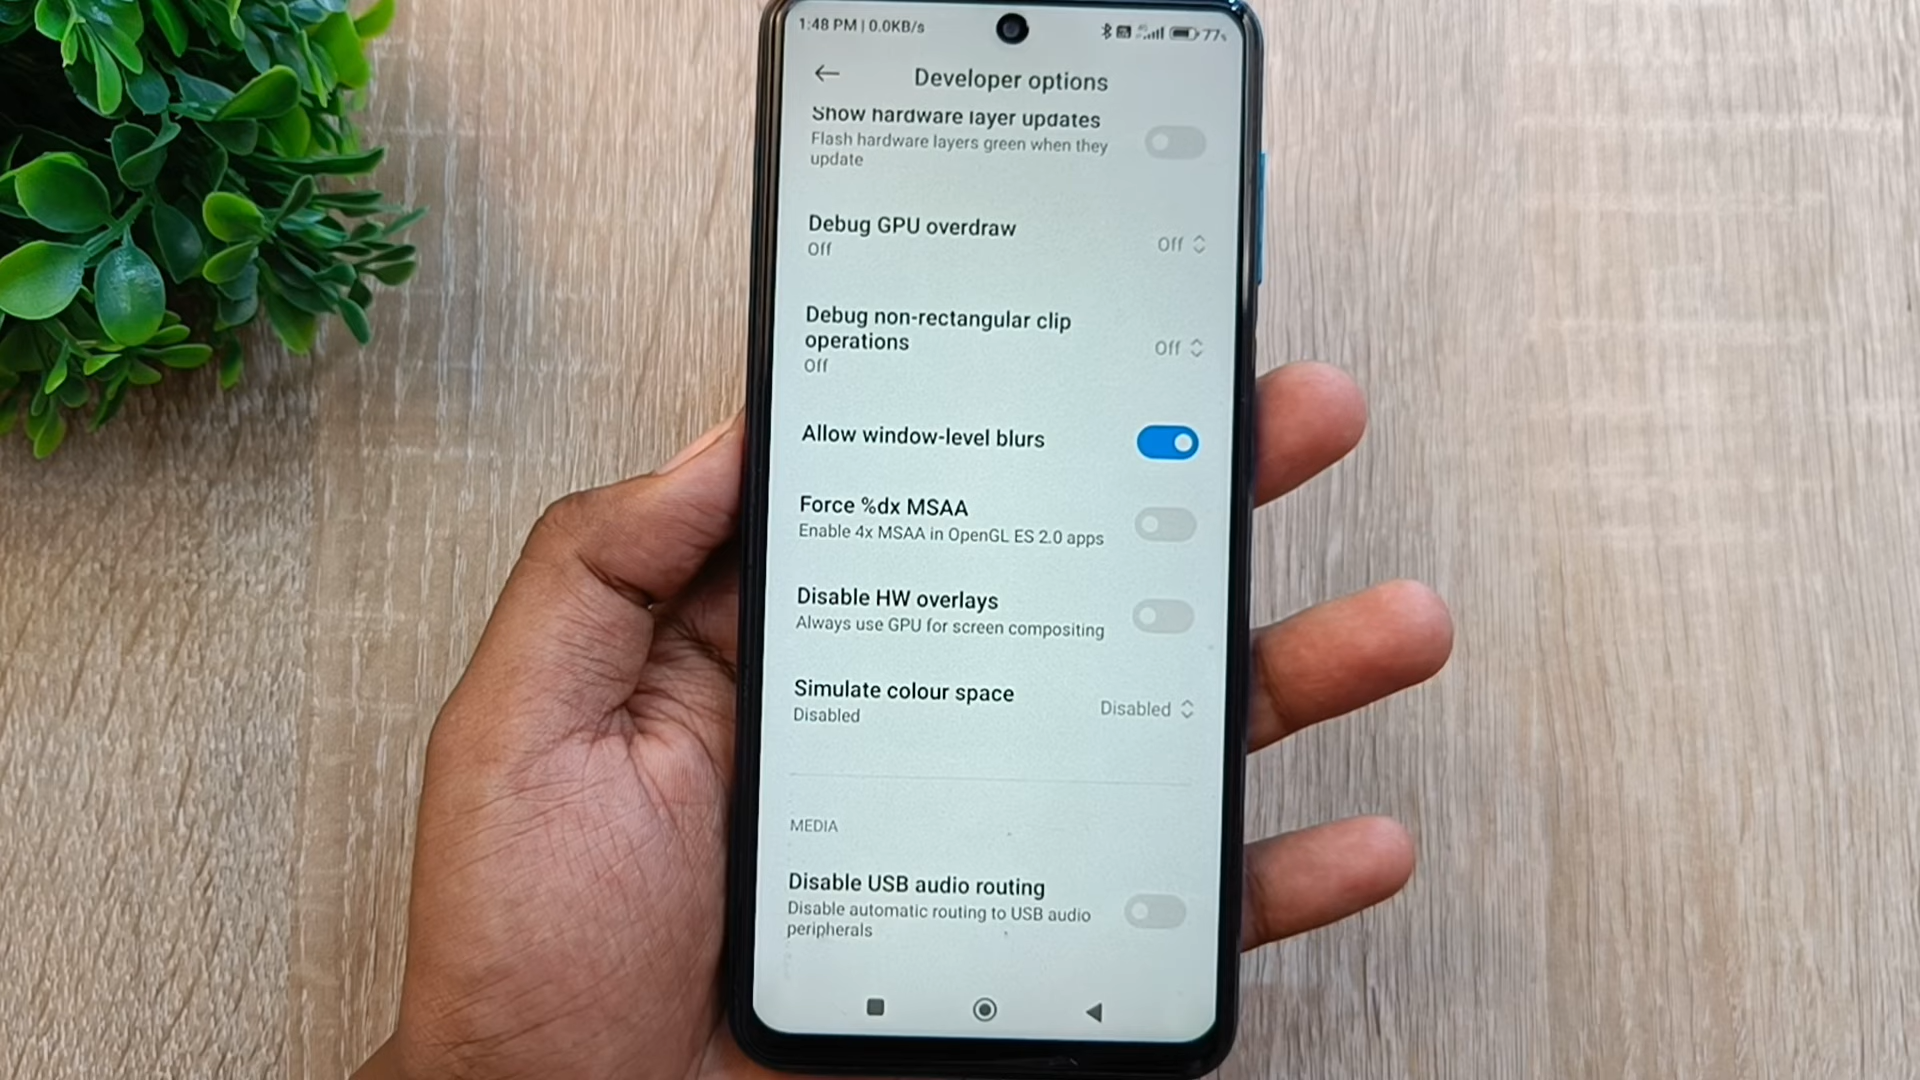 1:48 PM | 0.0KB/s
77%
Developer options
Show hardware layer updates
Flash hardware layers green when they
update
Debug GPU overdraw
Off
Off
Debug non-rectangular clip
operations
Off
Off
Allow window-level blurs
Force %dx MSAA
Enable 4x MSAA in OpenGL ES 2.0 apps
Disable HW overlays
Always use GPU for screen compositing
Simulate colour space
Disabled
Disabled
MEDIA
Disable USB audio routing
Disable automatic routing to USB audio
peripherals